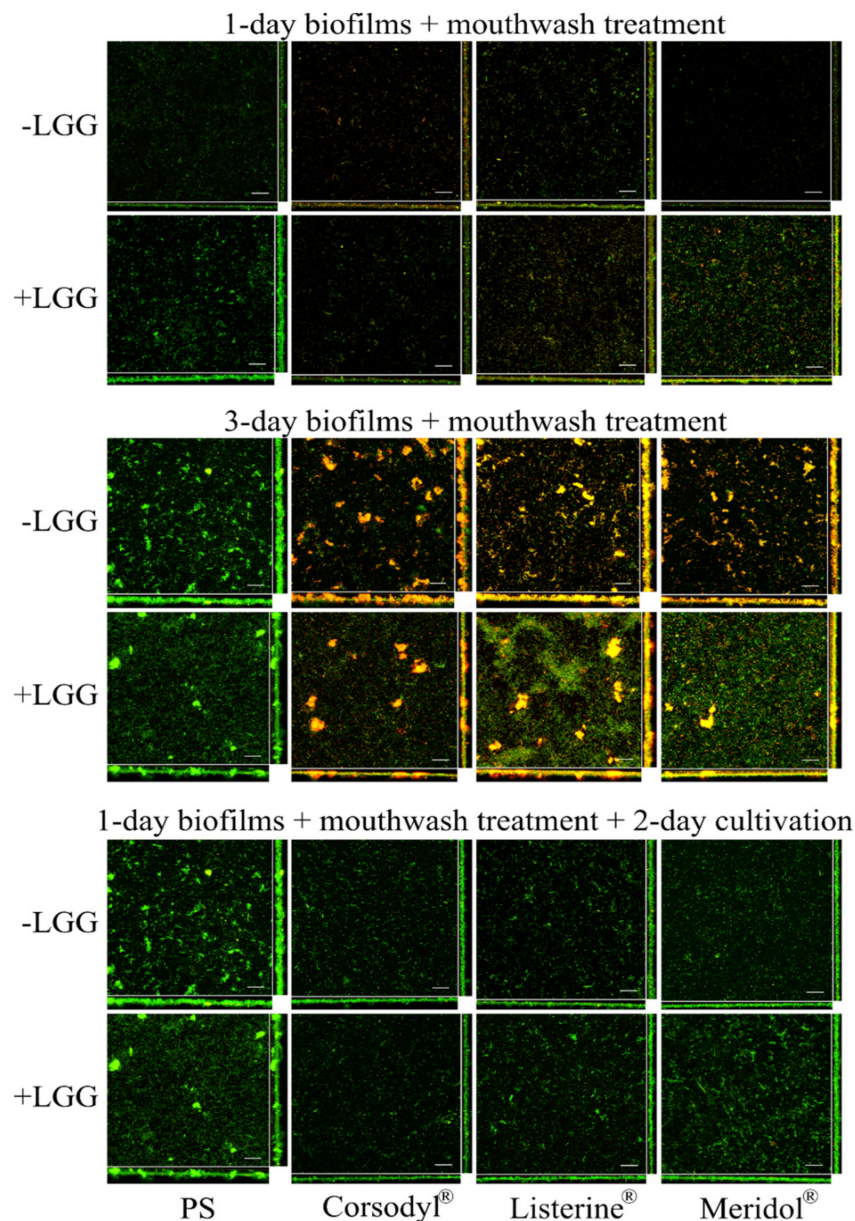 1-day biofilms + mouthwash treatment
-LGG
+LGG
3-day biofilms + mouthwash treatment
-LGG
+LGG
1-day biofilms + mouthwash treatment + 2-day cultivation
-LGG
+LGG
PS Corsodyl® Listerine® Meridol®